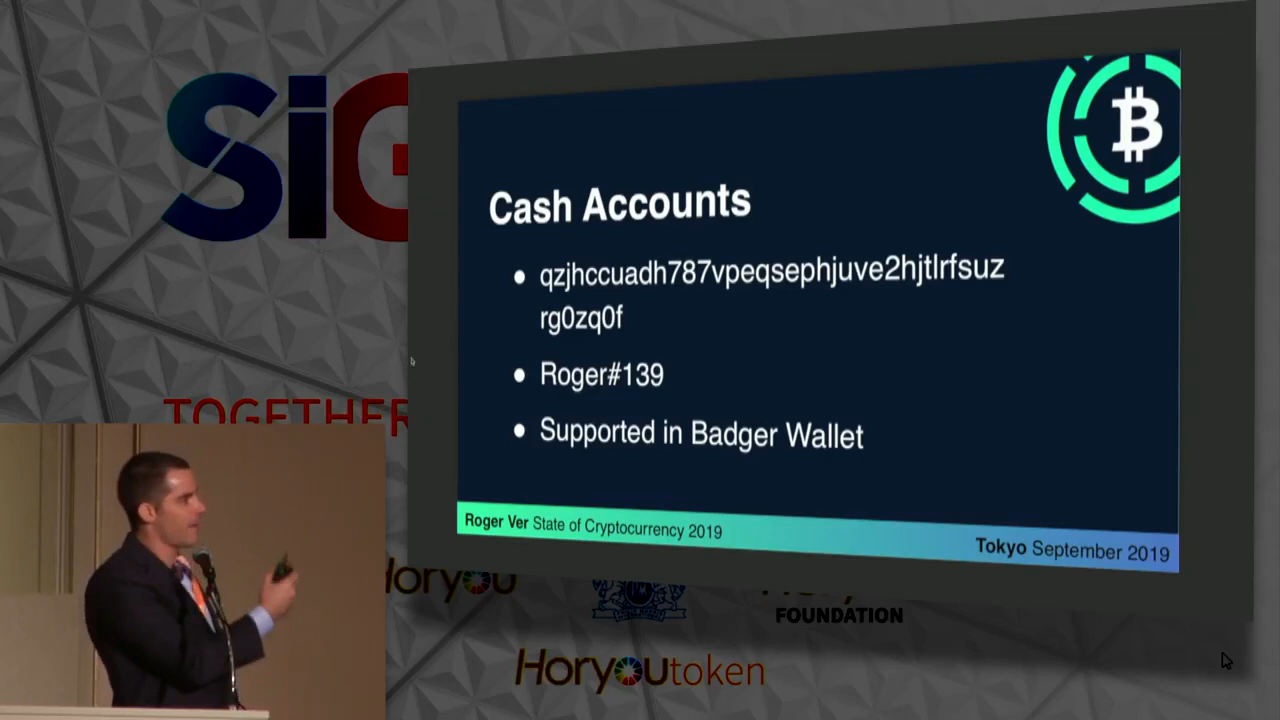 SiG
TOGETHER
Cash Accounts
qzjhccuadh787vpeqsephjuve2hjtlrfsuz
rg0zq0f
Roger#139
Supported in Badger Wallet
Roger Ver State of Cryptocurrency 2019
Tokyo September 2019
Horyou
FOUNDATION
Horyoutoken